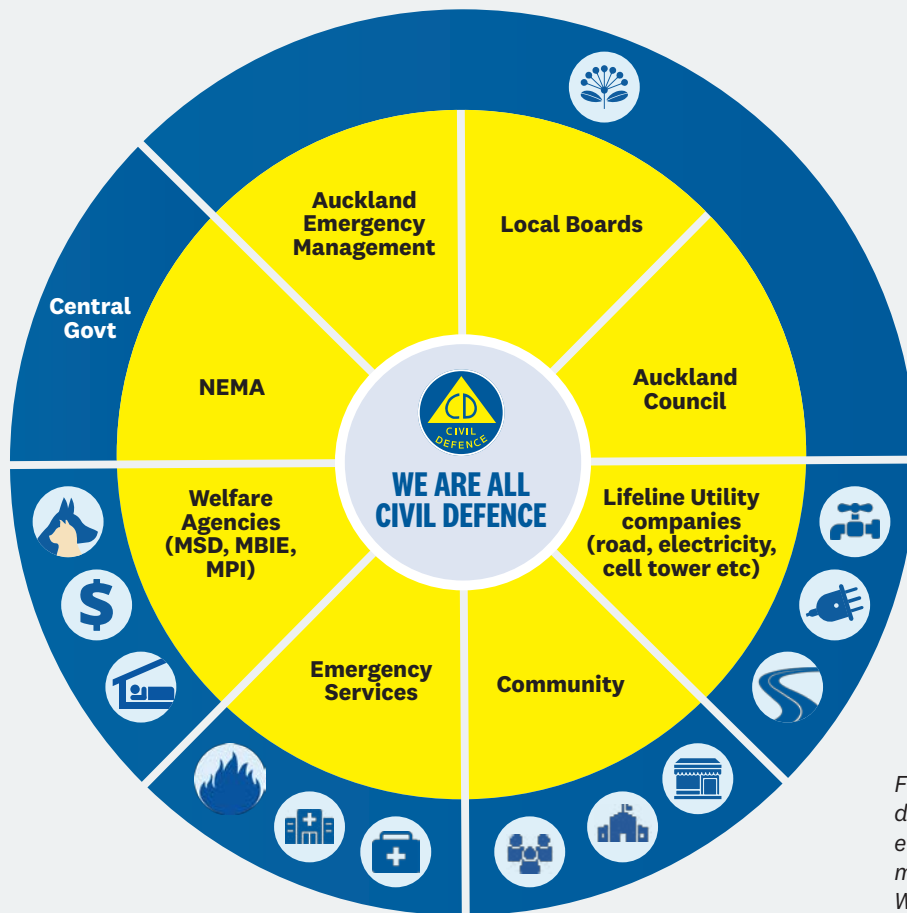 Auckland
Emergency
Management
Local Boards
Central
Govt
NEMA
Auckland
Council
CD
CIVIL
DEFENCE
WE ARE ALL
CIVIL DEFENCE
Welfare
Agencies
(MSD, MBIE,
MPI)
Lifeline Utility
companies
(road, electricity,
cell tower etc)
Emergency
Services
Community
$